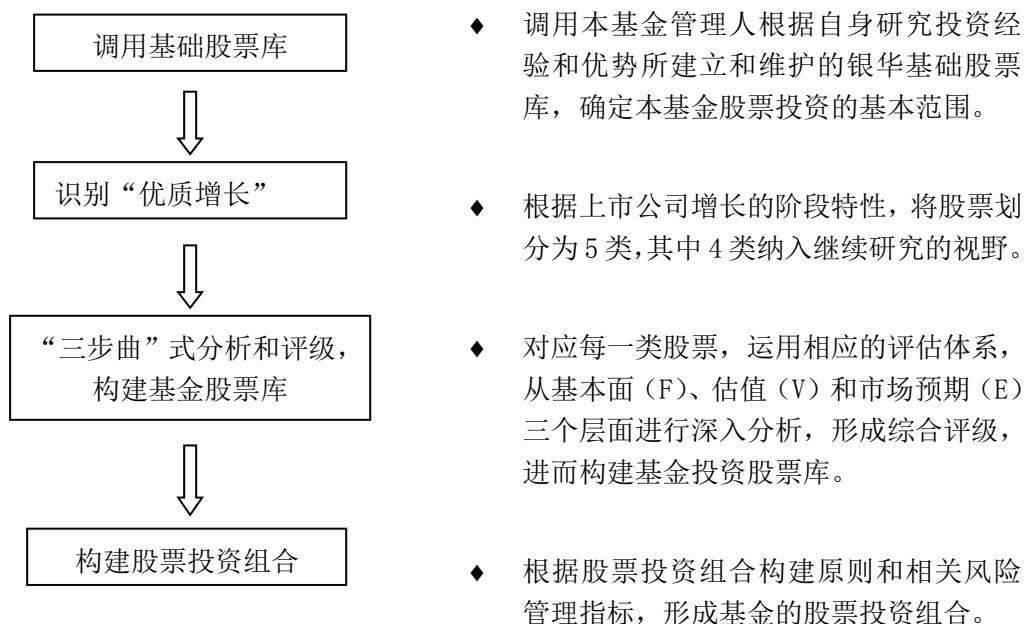 调用基础股票库
识别“优质增长”
“三步曲”式分析和评级，
构建基金股票库
构建股票投资组合
♦ 调用本基金管理人根据自身研究投资经
验和优势所建立和维护的银华基础股票
库，确定本基金股票投资的基本范围。
♦ 根据上市公司增长的阶段特性，将股票划
分为 5 类，其中 4 类纳入继续研究的视野。
♦ 对应每一类股票，运用相应的评估体系，
从基本面（F）、估值（V）和市场预期（E）
三个层面进行深入分析，形成综合评级，
进而构建基金投资股票库。
♦ 根据股票投资组合构建原则和相关风险
管理指标，形成基金的股票投资组合。